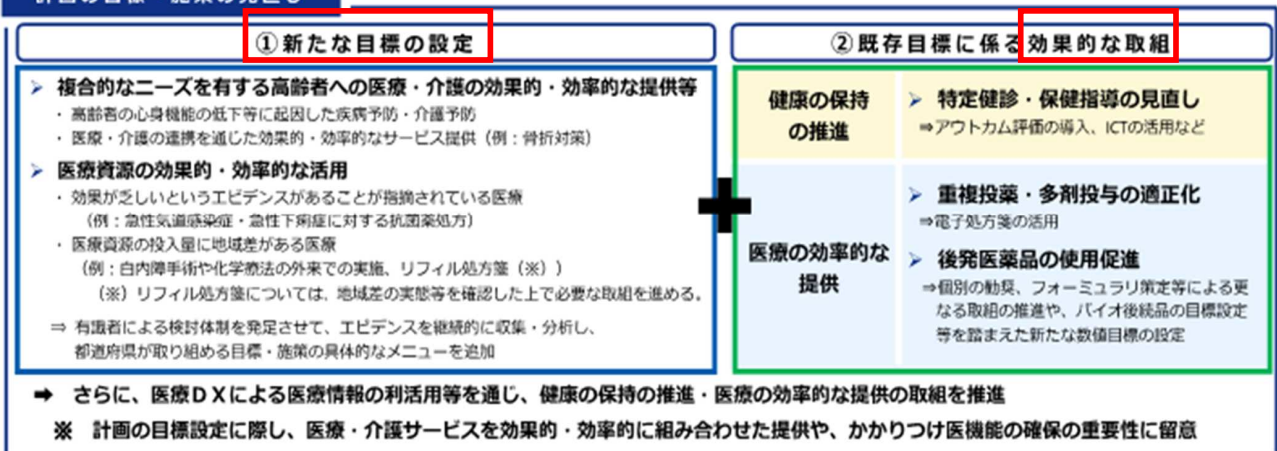 計画の目標・施策の見直し
①新たな目標の設定
➤ 複合的なニーズを有する高齢者への医療・介護の効果的・効率的な提供等
・ 高齢者の心身機能の低下等に起因した疾病予防・介護予防
・ 医療・介護の連携を通じた効果的・効率的なサービス提供（例：骨折対策）
➤ 医療資源の効果的・効率的な活用
・ 効果が乏しいというエビデンスがあることが指摘されている医療
（例：急性気道感染症・急性下痢症に対する抗菌薬処方）
・ 医療資源の投入量に地域差がある医療
（例：白内障手術や化学療法の外来での実施、リフィル処方箋（※））
（※）リフィル処方箋については、地域差の実態等を確認した上で必要な取組を進める。
⇒ 有識者による検討体制を発足させて、エビデンスを継続的に収集・分析し、
都道府県が取り組める目標・施策の具体的なメニューを追加
＋
②既存目標に係る効果的な取組
健康の保持
の推進
➤ 特定健診・保健指導の見直し
⇒アウトカム評価の導入、ICTの活用など
医療の効率的な
提供
➤ 重複投薬・多剤投与の適正化
⇒電子処方箋の活用
➤ 後発医薬品の使用促進
⇒個別の勧奨、フォーミュラリ策定等による更
なる取組の推進や、バイオ後続品の目標設定
等を踏まえた新たな数値目標の設定
➡ さらに、医療ＤＸによる医療情報の利活用等を通じ、健康の保持の推進・医療の効率的な提供の取組を推進
※ 計画の目標設定に際し、医療・介護サービスを効果的・効率的に組み合わせた提供や、かかりつけ医機能の確保の重要性に留意